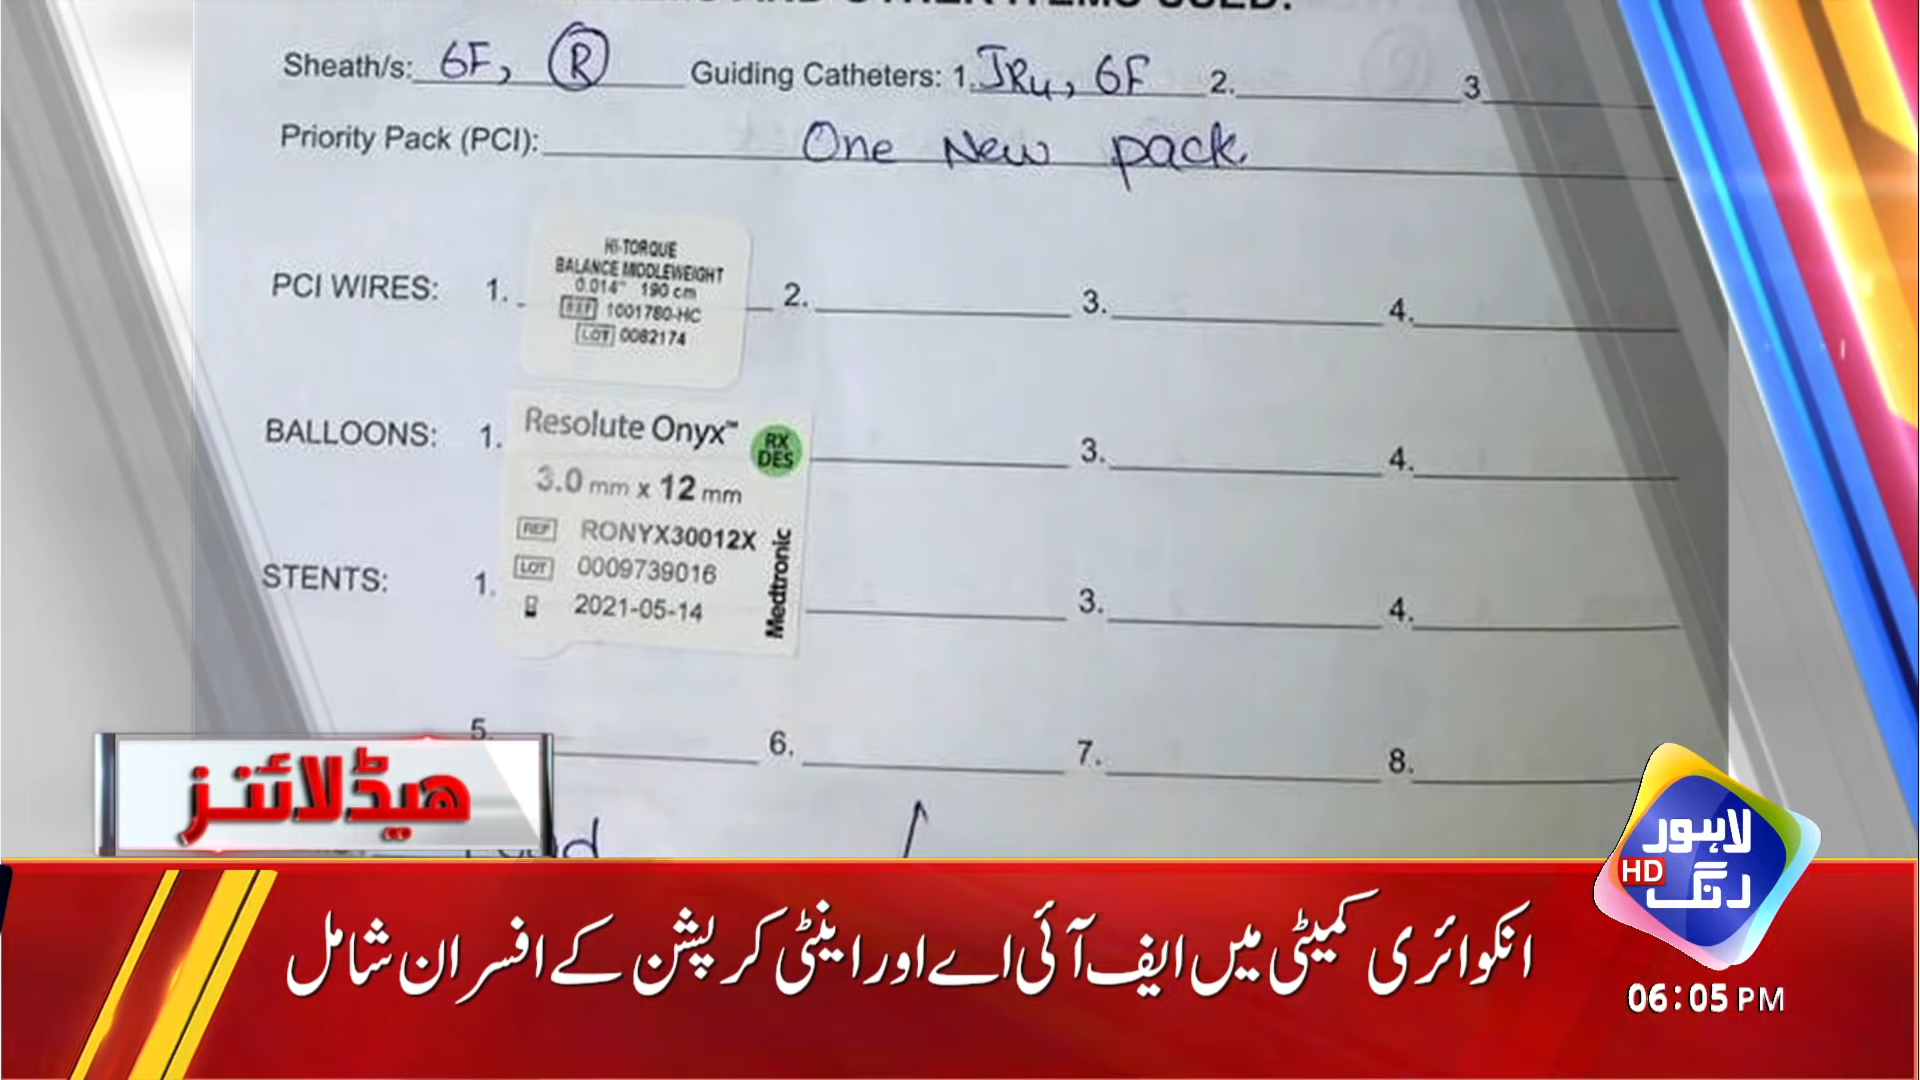 Sheath/s: 6F, R Guiding Catheters: 1. JR4, 6F 2. 3
Priority Pack (PCI): One New pack.
HI-TORQUE
BALANCE MIDDLEWEIGHT
0.014" 190 cm
REF 1001780-HC
LOT 0082174
PCI WIRES: 1. 2. 3. 4.
BALLOONS: 1. 3. 4.
Resolute Onyx™
RX
DES
3.0 mm x 12 mm
REF RONYX30012X
LOT 0009739016
2021-05-14
Medtronic
STENTS: 1. 3. 4.
5. 6. 7. 8.
ہیڈلائنز
لاہور
رنگ
HD
انکوائری کمیٹی میں ایف آئی اے اور اینٹی کرپشن کے افسران شامل
06:05 PM